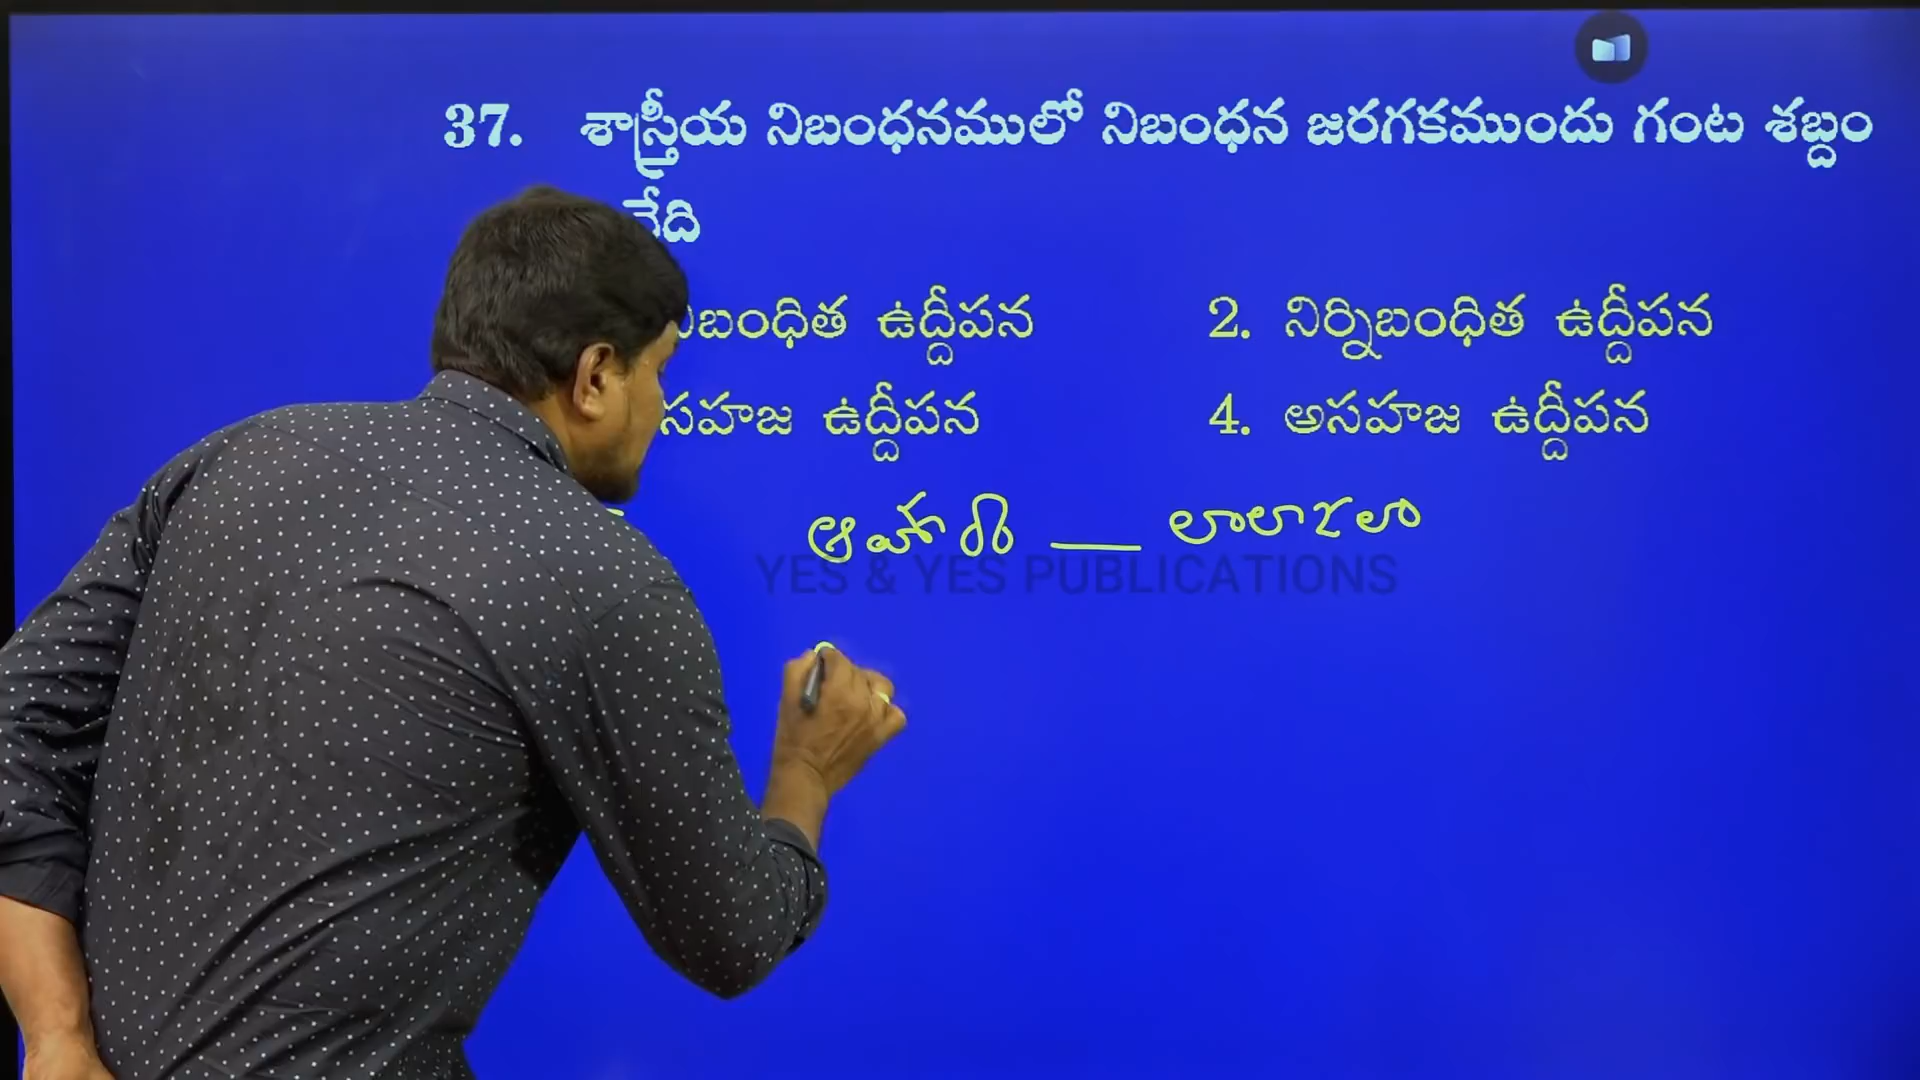 37. శాస్త్రీయ నిబంధనములో నిబంధన జరగకముందు గంట శబ్దం
నిబంధిత ఉద్దీపన 2. నిర్నిబంధిత ఉద్దీపన
సహజ ఉద్దీపన 4. అసహజ ఉద్దీపన
ఆహారం — లాలాజలం
YES & YES PUBLICATIONS